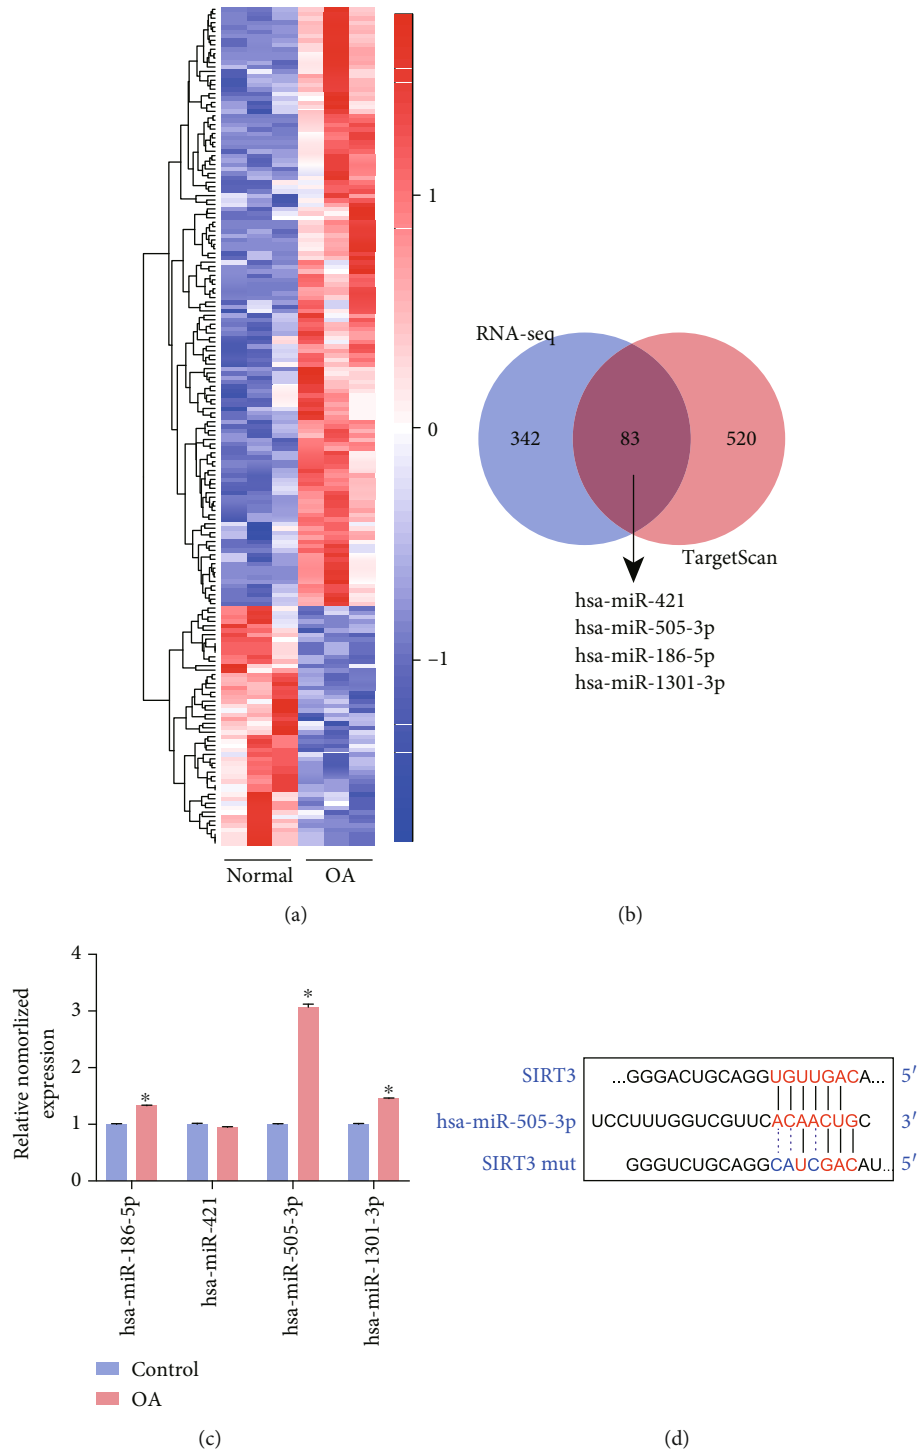 1
0
−1
Normal
OA
(a)
RNA-seq
342
83
520
TargetScan
hsa-miR-421
hsa-miR-505-3p
hsa-miR-186-5p
hsa-miR-1301-3p
(b)
Relative nomorlized
expression
4
3
2
1
0
*
*
*
hsa-miR-186-5p
hsa-miR-421
hsa-miR-505-3p
hsa-miR-1301-3p
Control
OA
(c)
SIRT3 ...GGGACUGCAGGUGUUGACA... 5′
hsa-miR-505-3p UCCUUUGGUCGUUCACAACUGC 3′
SIRT3 mut GGGUCUGCAGGCAUCGACAU... 5′
(d)